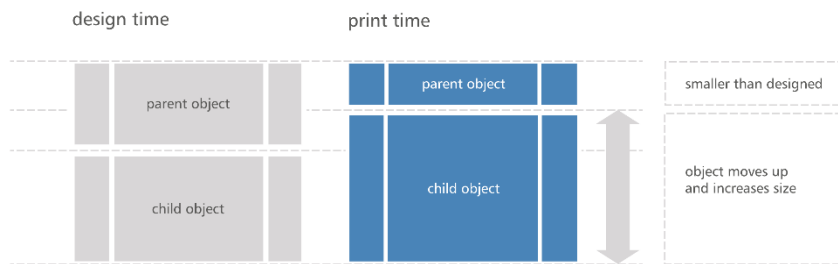 design time
print time
parent object
parent object
smaller than designed
child object
child object
object moves up
and increases size